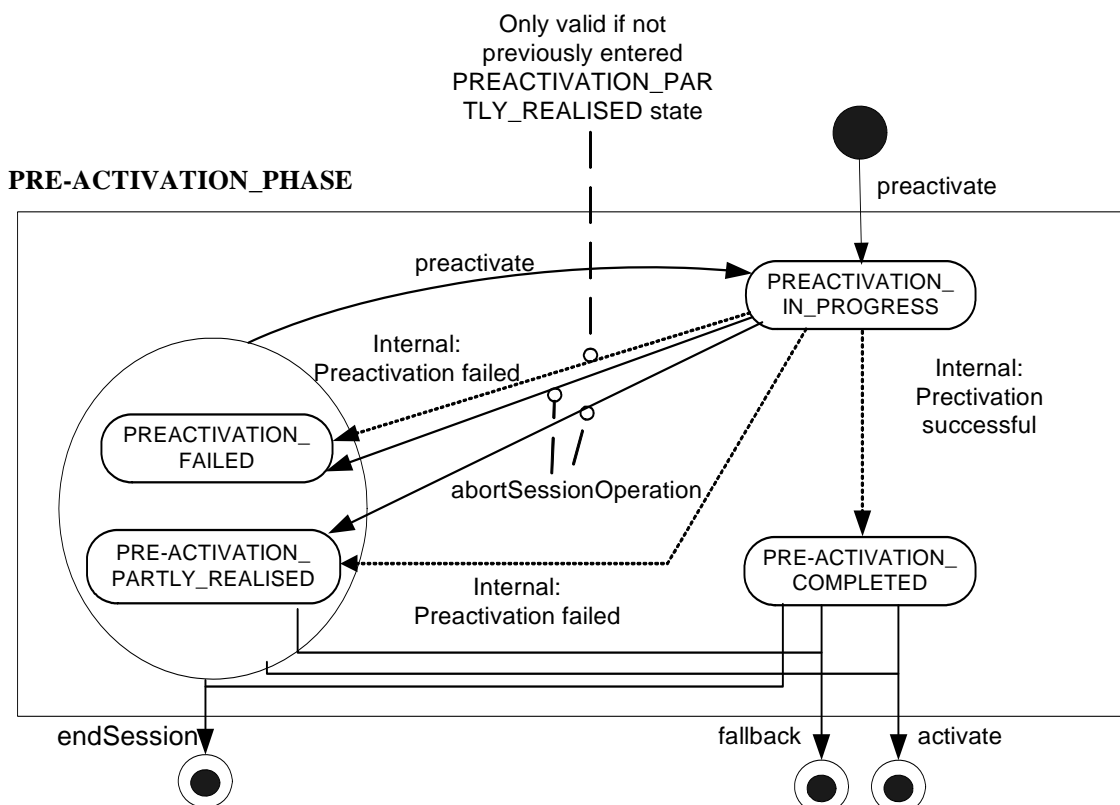 Only valid if not
previously entered
PREACTIVATION_PAR
TLY_REALISED state
PRE-ACTIVATION_PHASE
preactivate
preactivate
PREACTIVATION_
IN_PROGRESS
Internal:
Preactivation failed
Internal:
Prectivation
successful
PREACTIVATION_
FAILED
abortSessionOperation
PRE-ACTIVATION_
PARTLY_REALISED
PRE-ACTIVATION_
COMPLETED
Internal:
Preactivation failed
endSession
fallback
activate